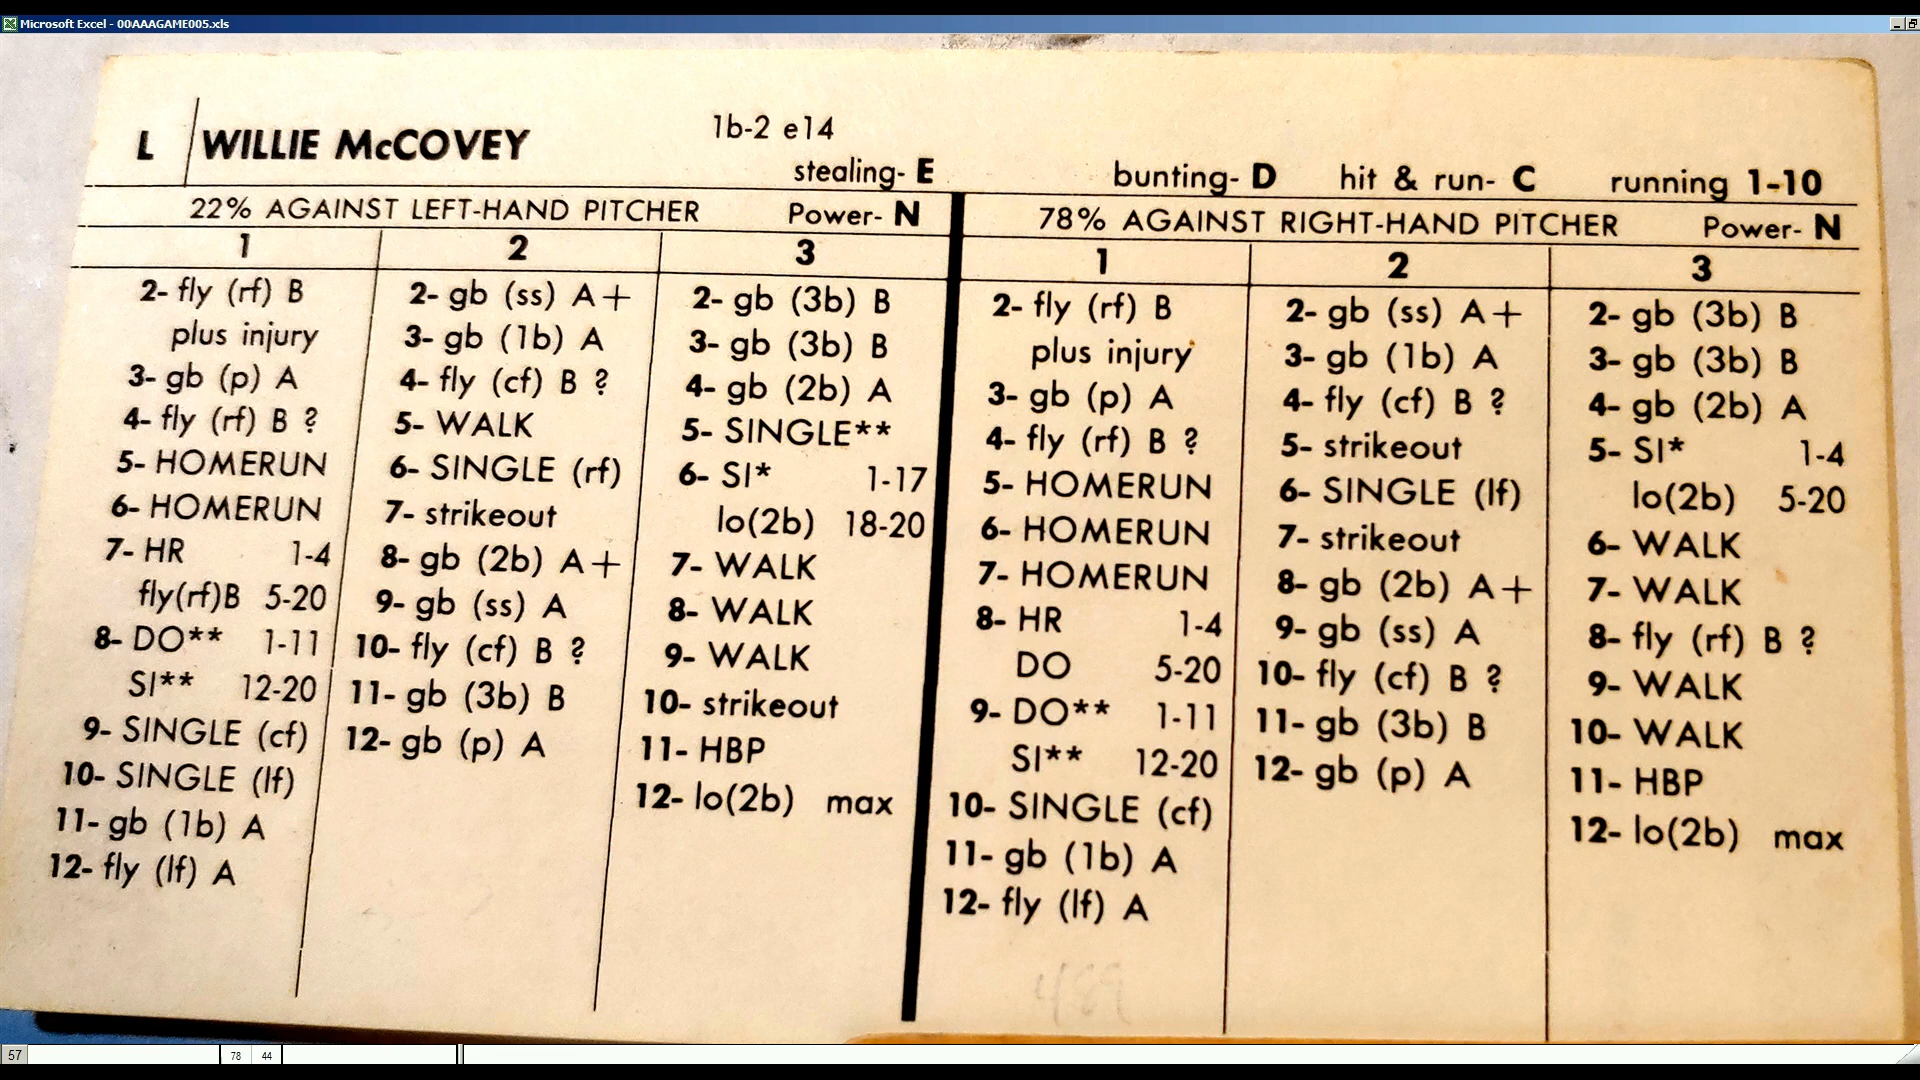 Microsoft Excel - 00AAAGAME005.xls
L WILLIE McCOVEY
1b-2 e14
stealing- E bunting- D hit & run- C running 1-10
22% AGAINST LEFT-HAND PITCHER Power- N
1
2- fly (rf) B
plus injury
3- gb (p) A
4- fly (rf) B ?
5- HOMERUN
6- HOMERUN
7- HR 1-4
fly(rf)B 5-20
8- DO** 1-11
SI** 12-20
9- SINGLE (cf)
10- SINGLE (lf)
11- gb (1b) A
12- fly (lf) A
2
2- gb (ss) A+
3- gb (1b) A
4- fly (cf) B ?
5- WALK
6- SINGLE (rf)
7- strikeout
8- gb (2b) A+
9- gb (ss) A
10- fly (cf) B ?
11- gb (3b) B
12- gb (p) A
3
2- gb (3b) B
3- gb (3b) B
4- gb (2b) A
5- SINGLE**
6- SI* 1-17
lo(2b) 18-20
7- WALK
8- WALK
9- WALK
10- strikeout
11- HBP
12- lo(2b) max
78% AGAINST RIGHT-HAND PITCHER Power- N
1
2- fly (rf) B
plus injury
3- gb (p) A
4- fly (rf) B ?
5- HOMERUN
6- HOMERUN
7- HOMERUN
8- HR 1-4
DO 5-20
9- DO** 1-11
SI** 12-20
10- SINGLE (cf)
11- gb (1b) A
12- fly (lf) A
2
2- gb (ss) A+
3- gb (1b) A
4- fly (cf) B ?
5- strikeout
6- SINGLE (lf)
7- strikeout
8- gb (2b) A+
9- gb (ss) A
10- fly (cf) B ?
11- gb (3b) B
12- gb (p) A
3
2- gb (3b) B
3- gb (3b) B
4- gb (2b) A
5- SI* 1-4
lo(2b) 5-20
6- WALK
7- WALK
8- fly (rf) B ?
9- WALK
10- WALK
11- HBP
12- lo(2b) max
57 78 44